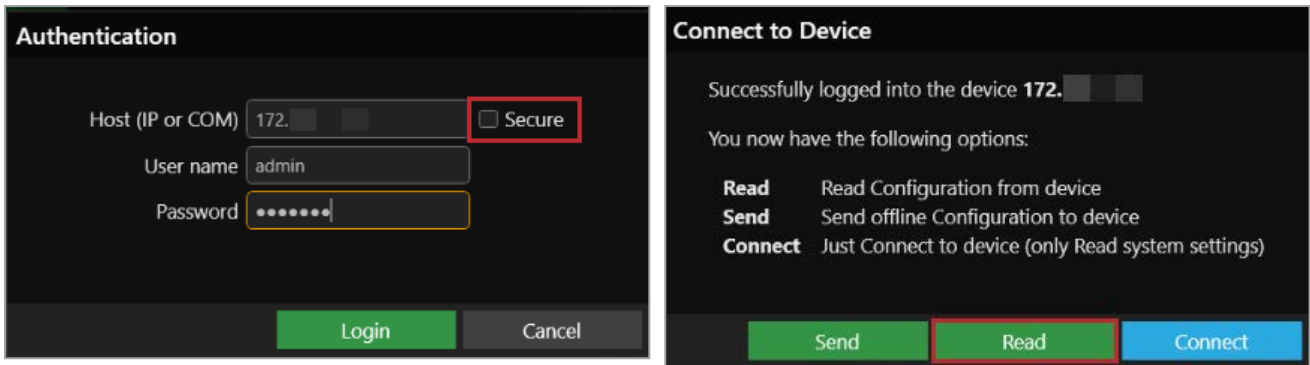 Authentication
Host (IP or COM) 172. Secure
User name admin
Password •••••••
Login Cancel
Connect to Device
Successfully logged into the device 172.
You now have the following options:
Read Read Configuration from device
Send Send offline Configuration to device
Connect Just Connect to device (only Read system settings)
Send Read Connect